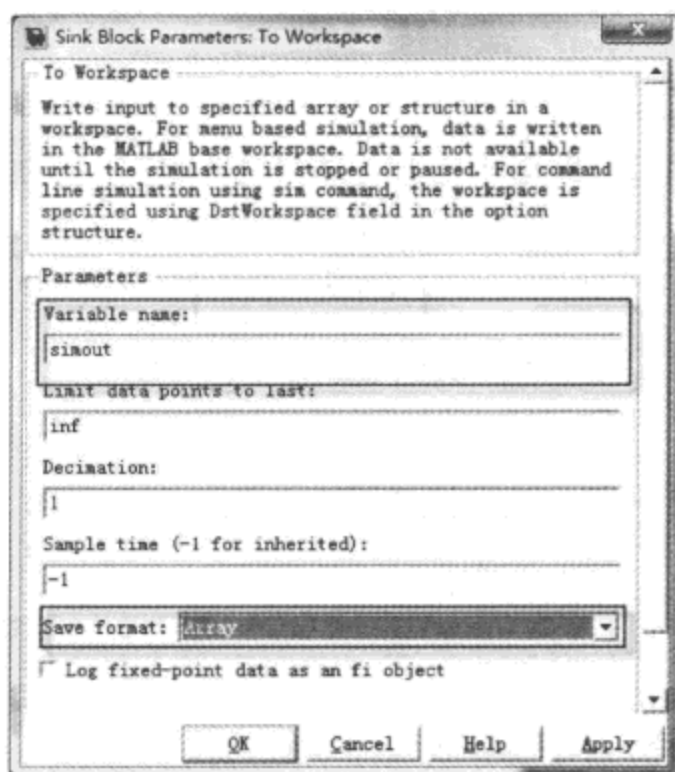 Sink Block Parameters: To Workspace
To Workspace
Write input to specified array or structure in a
workspace. For menu based simulation, data is written
in the MATLAB base workspace. Data is not available
until the simulation is stopped or paused. For command
line simulation using sim command, the workspace is
specified using DstWorkspace field in the option
structure.
Parameters
Variable name:
simout
Limit data points to last:
inf
Decimation:
1
Sample time (-1 for inherited):
-1
Save format: Array
Log fixed-point data as an fi object
OK Cancel Help Apply